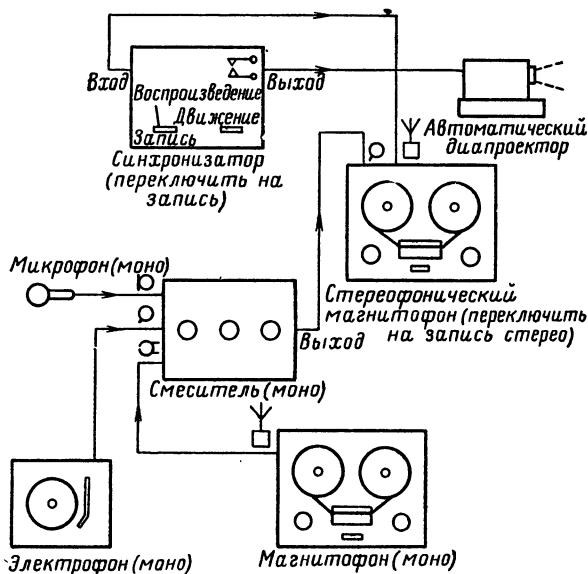 Вход
Воспроизведение
Движение
Запись
Выход
Синхронизатор
(переключить на
запись)
Автоматический
диапроектор
Микрофон (моно)
Стереофонический
магнитофон (переключить
на запись стерео)
Выход
Смеситель (моно)
Электрофон (моно)
Магнитофон (моно)